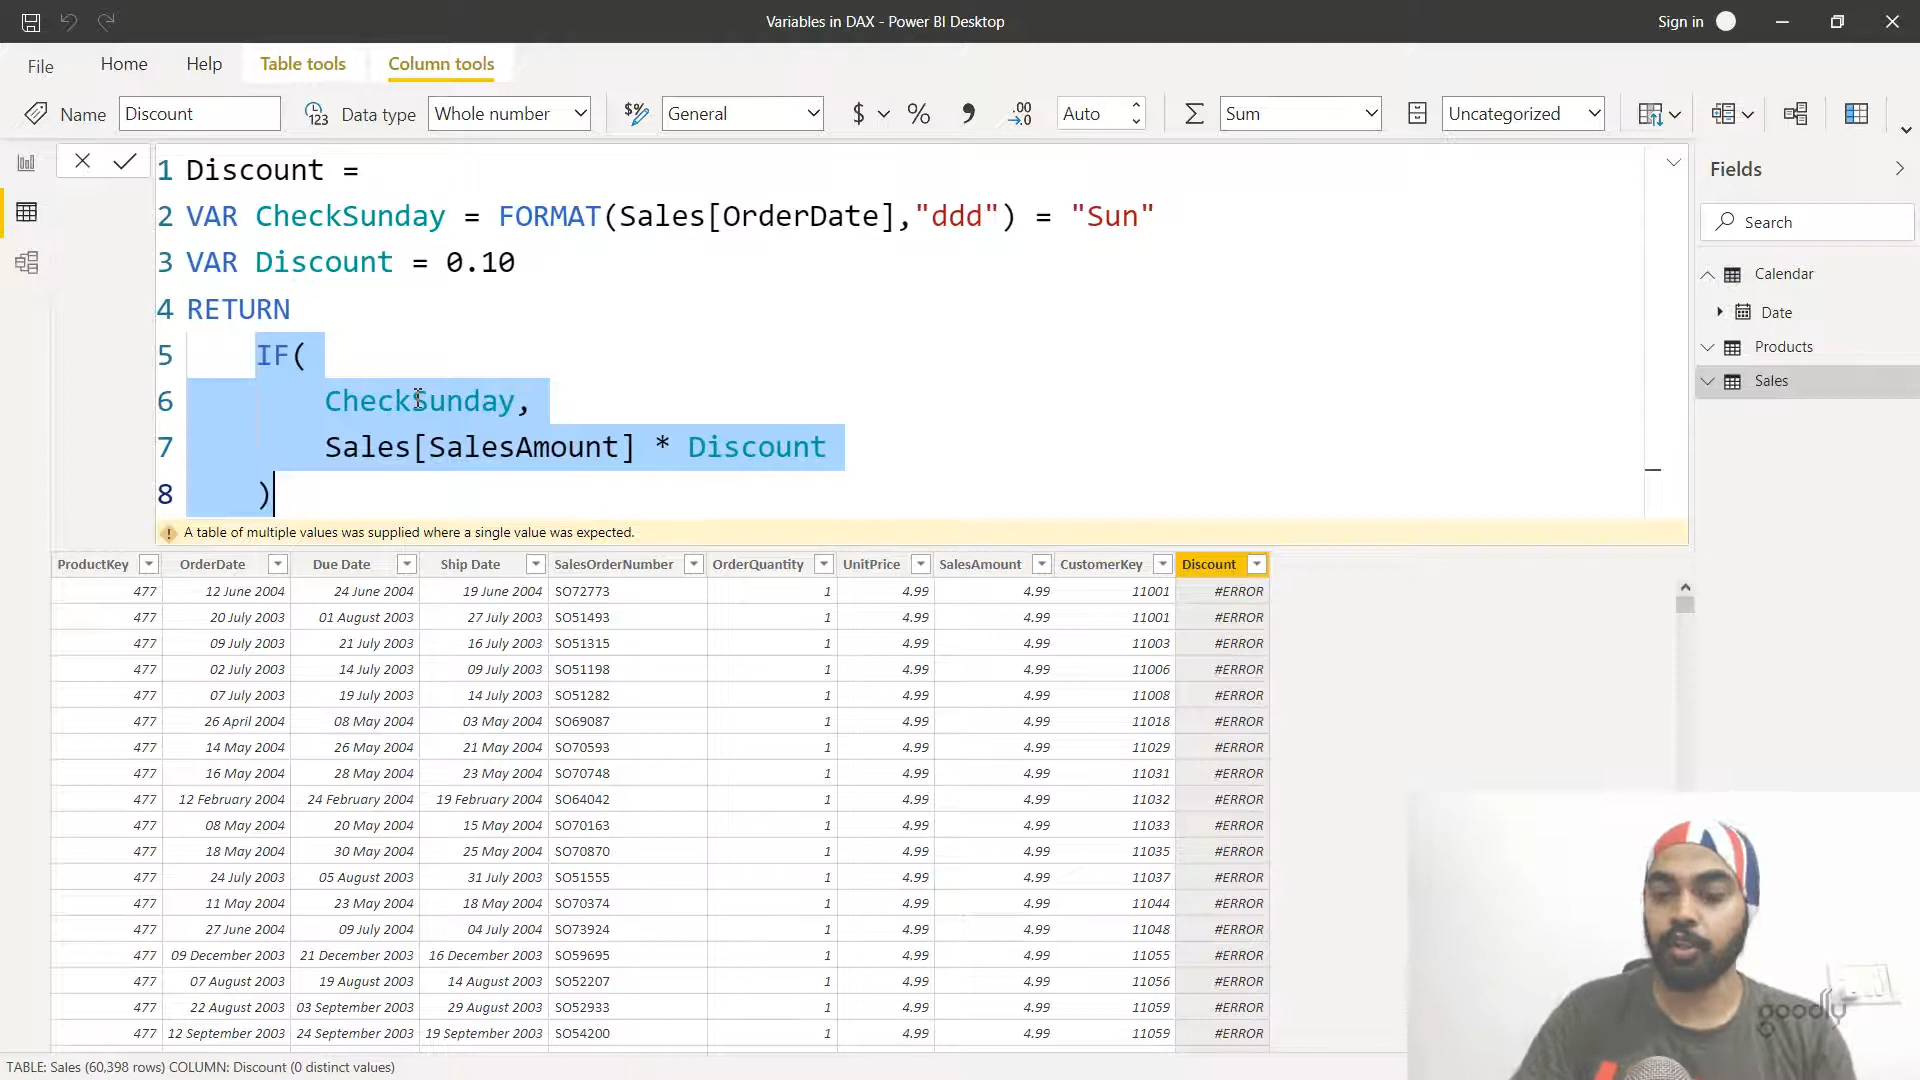 Variables in DAX - Power BI Desktop
Sign in
File
Home
Help
Table tools
Column tools
Name
Discount
Data type
Whole number
General
$
%
Auto
Sum
Uncategorized
1 Discount =
2 VAR CheckSunday = FORMAT(Sales[OrderDate],"ddd") = "Sun"
3 VAR Discount = 0.10
4 RETURN
5 IF(
6 CheckSunday,
7 Sales[SalesAmount] * Discount
8 )
A table of multiple values was supplied where a single value was expected.
Fields
Search
Calendar
Date
Products
Sales
ProductKey OrderDate Due Date Ship Date SalesOrderNumber OrderQuantity UnitPrice SalesAmount CustomerKey Discount
477 12 June 2004 24 June 2004 19 June 2004 SO72773 1 4.99 4.99 11001 #ERROR
477 20 July 2003 01 August 2003 27 July 2003 SO51493 1 4.99 4.99 11001 #ERROR
477 09 July 2003 21 July 2003 16 July 2003 SO51315 1 4.99 4.99 11003 #ERROR
477 02 July 2003 14 July 2003 09 July 2003 SO51198 1 4.99 4.99 11006 #ERROR
477 07 July 2003 19 July 2003 14 July 2003 SO51282 1 4.99 4.99 11008 #ERROR
477 26 April 2004 08 May 2004 03 May 2004 SO69087 1 4.99 4.99 11018 #ERROR
477 14 May 2004 26 May 2004 21 May 2004 SO70593 1 4.99 4.99 11029 #ERROR
477 16 May 2004 28 May 2004 23 May 2004 SO70748 1 4.99 4.99 11031 #ERROR
477 12 February 2004 24 February 2004 19 February 2004 SO64042 1 4.99 4.99 11032 #ERROR
477 08 May 2004 20 May 2004 15 May 2004 SO70163 1 4.99 4.99 11033 #ERROR
477 18 May 2004 30 May 2004 25 May 2004 SO70870 1 4.99 4.99 11035 #ERROR
477 24 July 2003 05 August 2003 31 July 2003 SO51555 1 4.99 4.99 11037 #ERROR
477 11 May 2004 23 May 2004 18 May 2004 SO70374 1 4.99 4.99 11044 #ERROR
477 27 June 2004 09 July 2004 04 July 2004 SO73924 1 4.99 4.99 11048 #ERROR
477 09 December 2003 21 December 2003 16 December 2003 SO59695 1 4.99 4.99 11055 #ERROR
477 07 August 2003 19 August 2003 14 August 2003 SO52207 1 4.99 4.99 11056 #ERROR
477 22 August 2003 03 September 2003 29 August 2003 SO52933 1 4.99 4.99 11059 #ERROR
477 12 September 2003 24 September 2003 19 September 2003 SO54200 1 4.99 4.99 11059 #ERROR
goodly
TABLE: Sales (60,398 rows) COLUMN: Discount (0 distinct values)